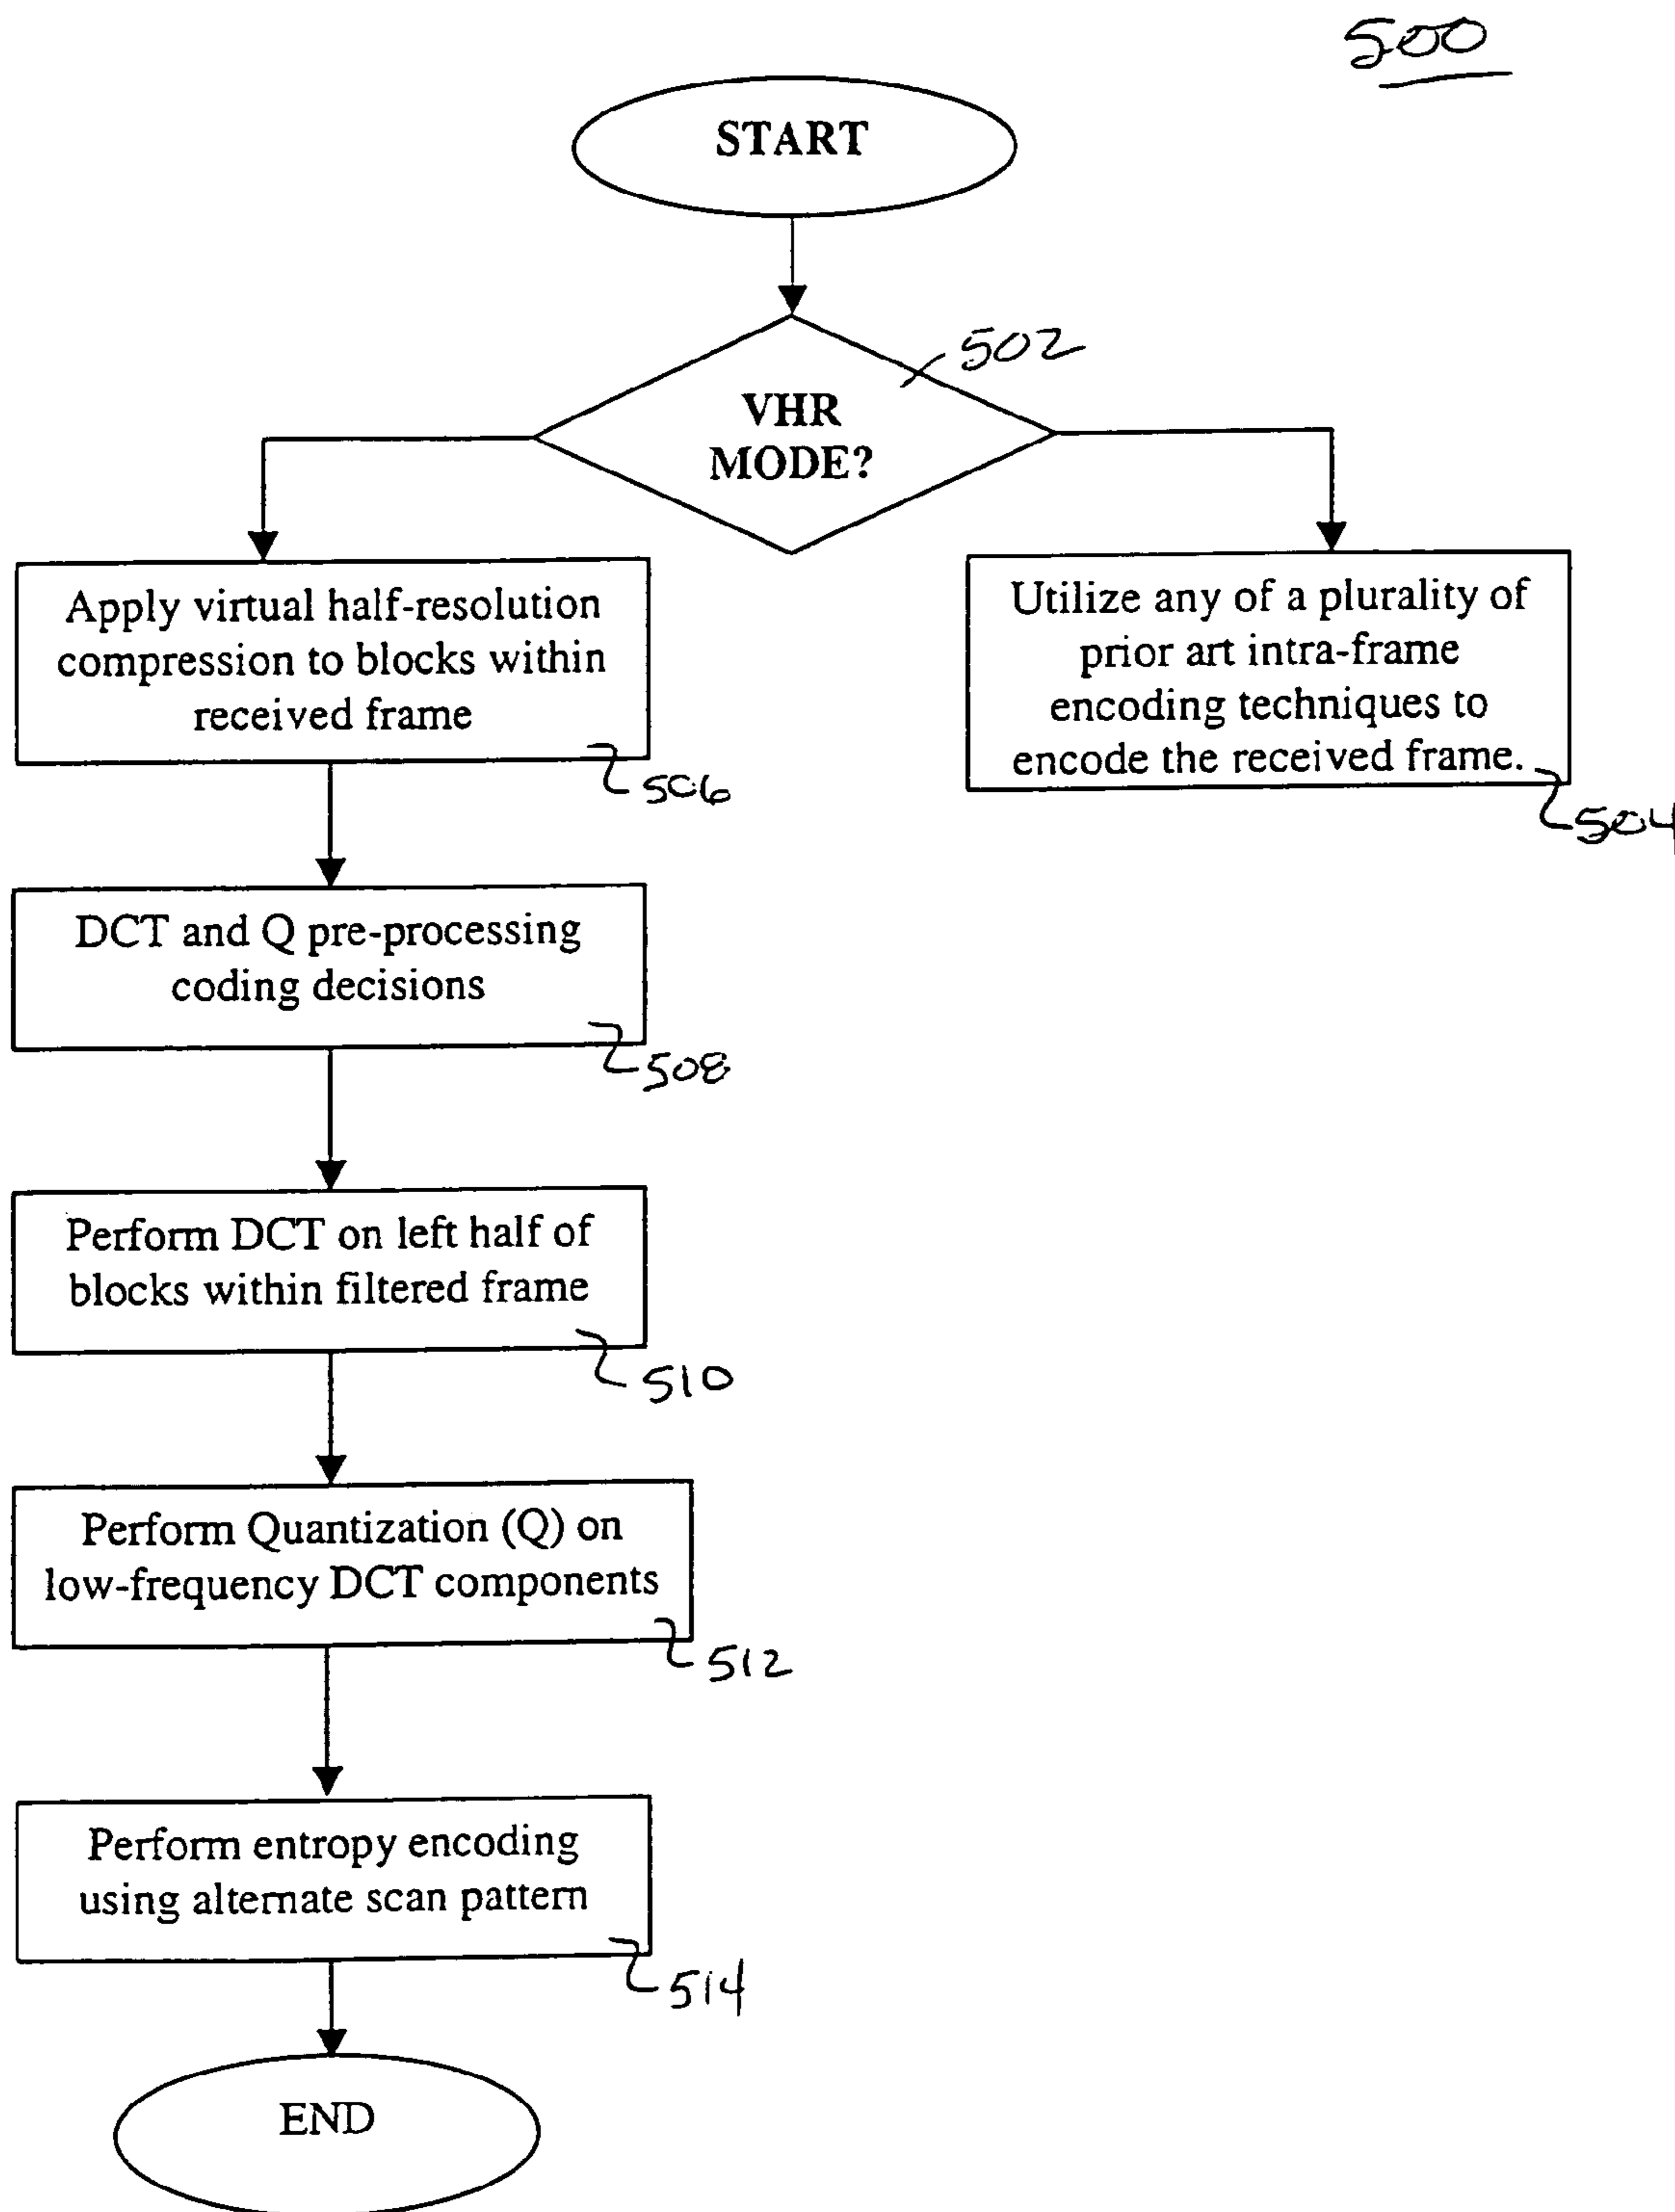 500
START
502
VHR
MODE?
Apply virtual half-resolution
compression to blocks within
received frame
506
Utilize any of a plurality of
prior art intra-frame
encoding techniques to
encode the received frame.
504
DCT and Q pre-processing
coding decisions
508
Perform DCT on left half of
blocks within filtered frame
510
Perform Quantization (Q) on
low-frequency DCT components
512
Perform entropy encoding
using alternate scan pattern
514
END